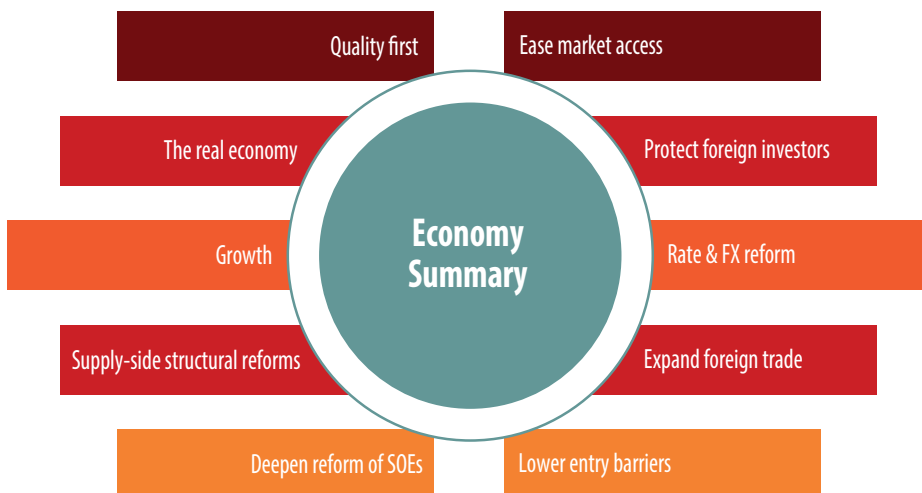 Quality first
Ease market access
The real economy
Protect foreign investors
Growth
Economy
Summary
Rate & FX reform
Supply-side structural reforms
Expand foreign trade
Deepen reform of SOEs
Lower entry barriers